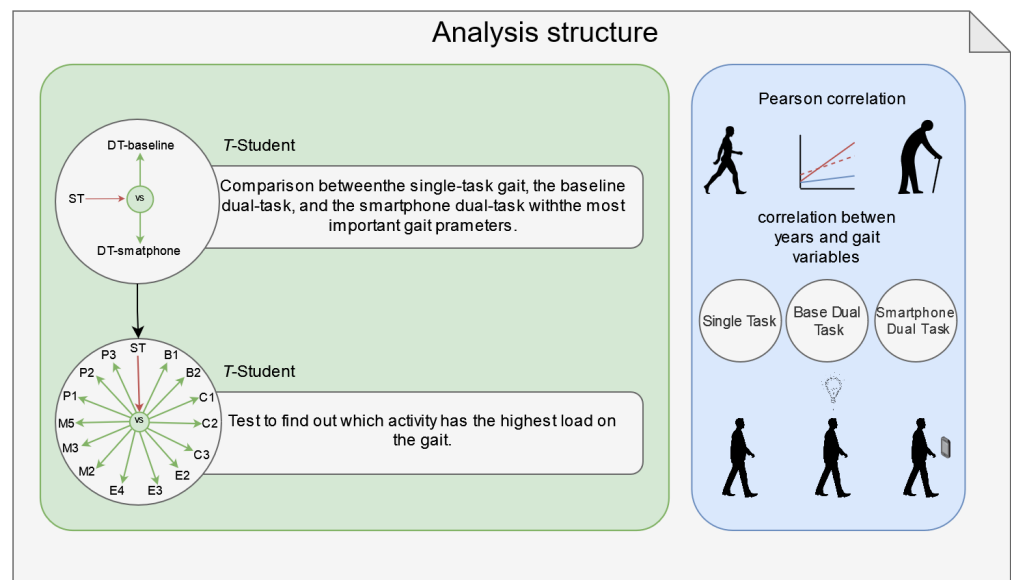 Analysis structure
DT-baseline
ST
vs
DT-smatphone
T-Student
Comparison betweenthe single-task gait, the baseline
dual-task, and the smartphone dual-task withthe most
important gait prameters.
ST
P3
B1
P2
B2
P1
C1
vs
M5
C2
M3
C3
M2
E2
E4
E3
T-Student
Test to find out which activity has the highest load on
the gait.
Pearson correlation
correlation betwen
years and gait
variables
Single Task
Base Dual
Task
Smartphone
Dual Task